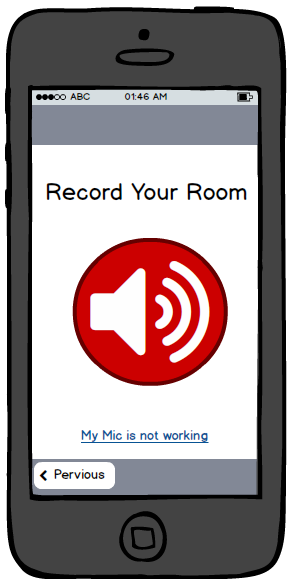 ABC 01:46 AM
Record Your Room
My Mic is not working
Pervious